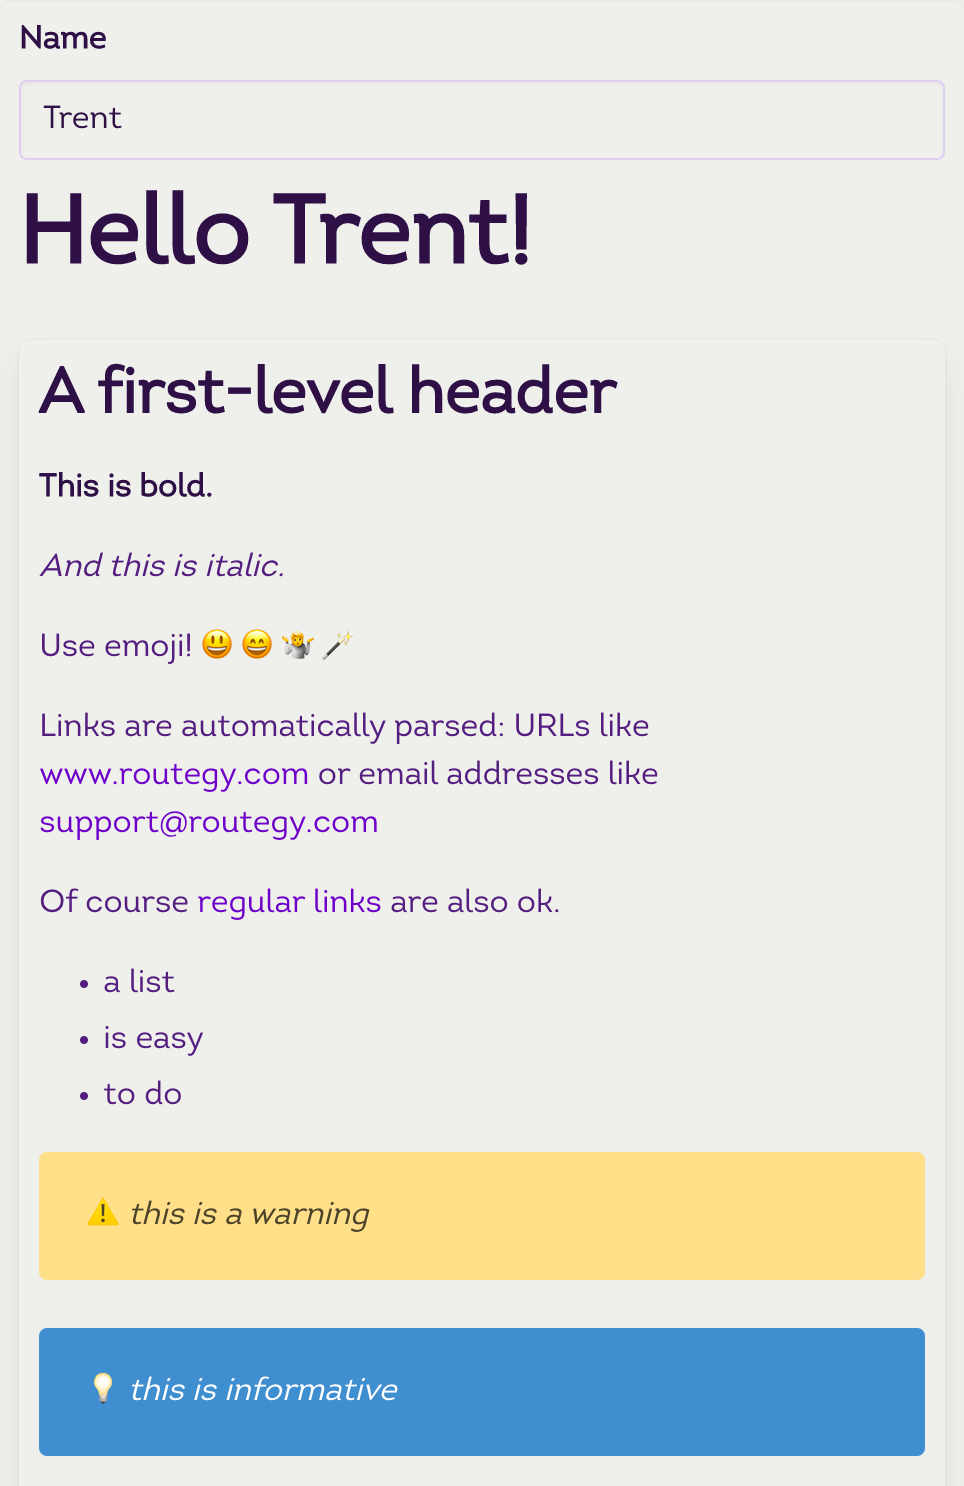 Name
Trent
Hello Trent!
A first-level header
This is bold.
And this is italic.
Use emoji! 😃 😄 🤷‍♂️ 🪄
Links are automatically parsed: URLs like
www.routegy.com or email addresses like
support@routegy.com
Of course regular links are also ok.
• a list
• is easy
• to do
⚠️ this is a warning
💡 this is informative